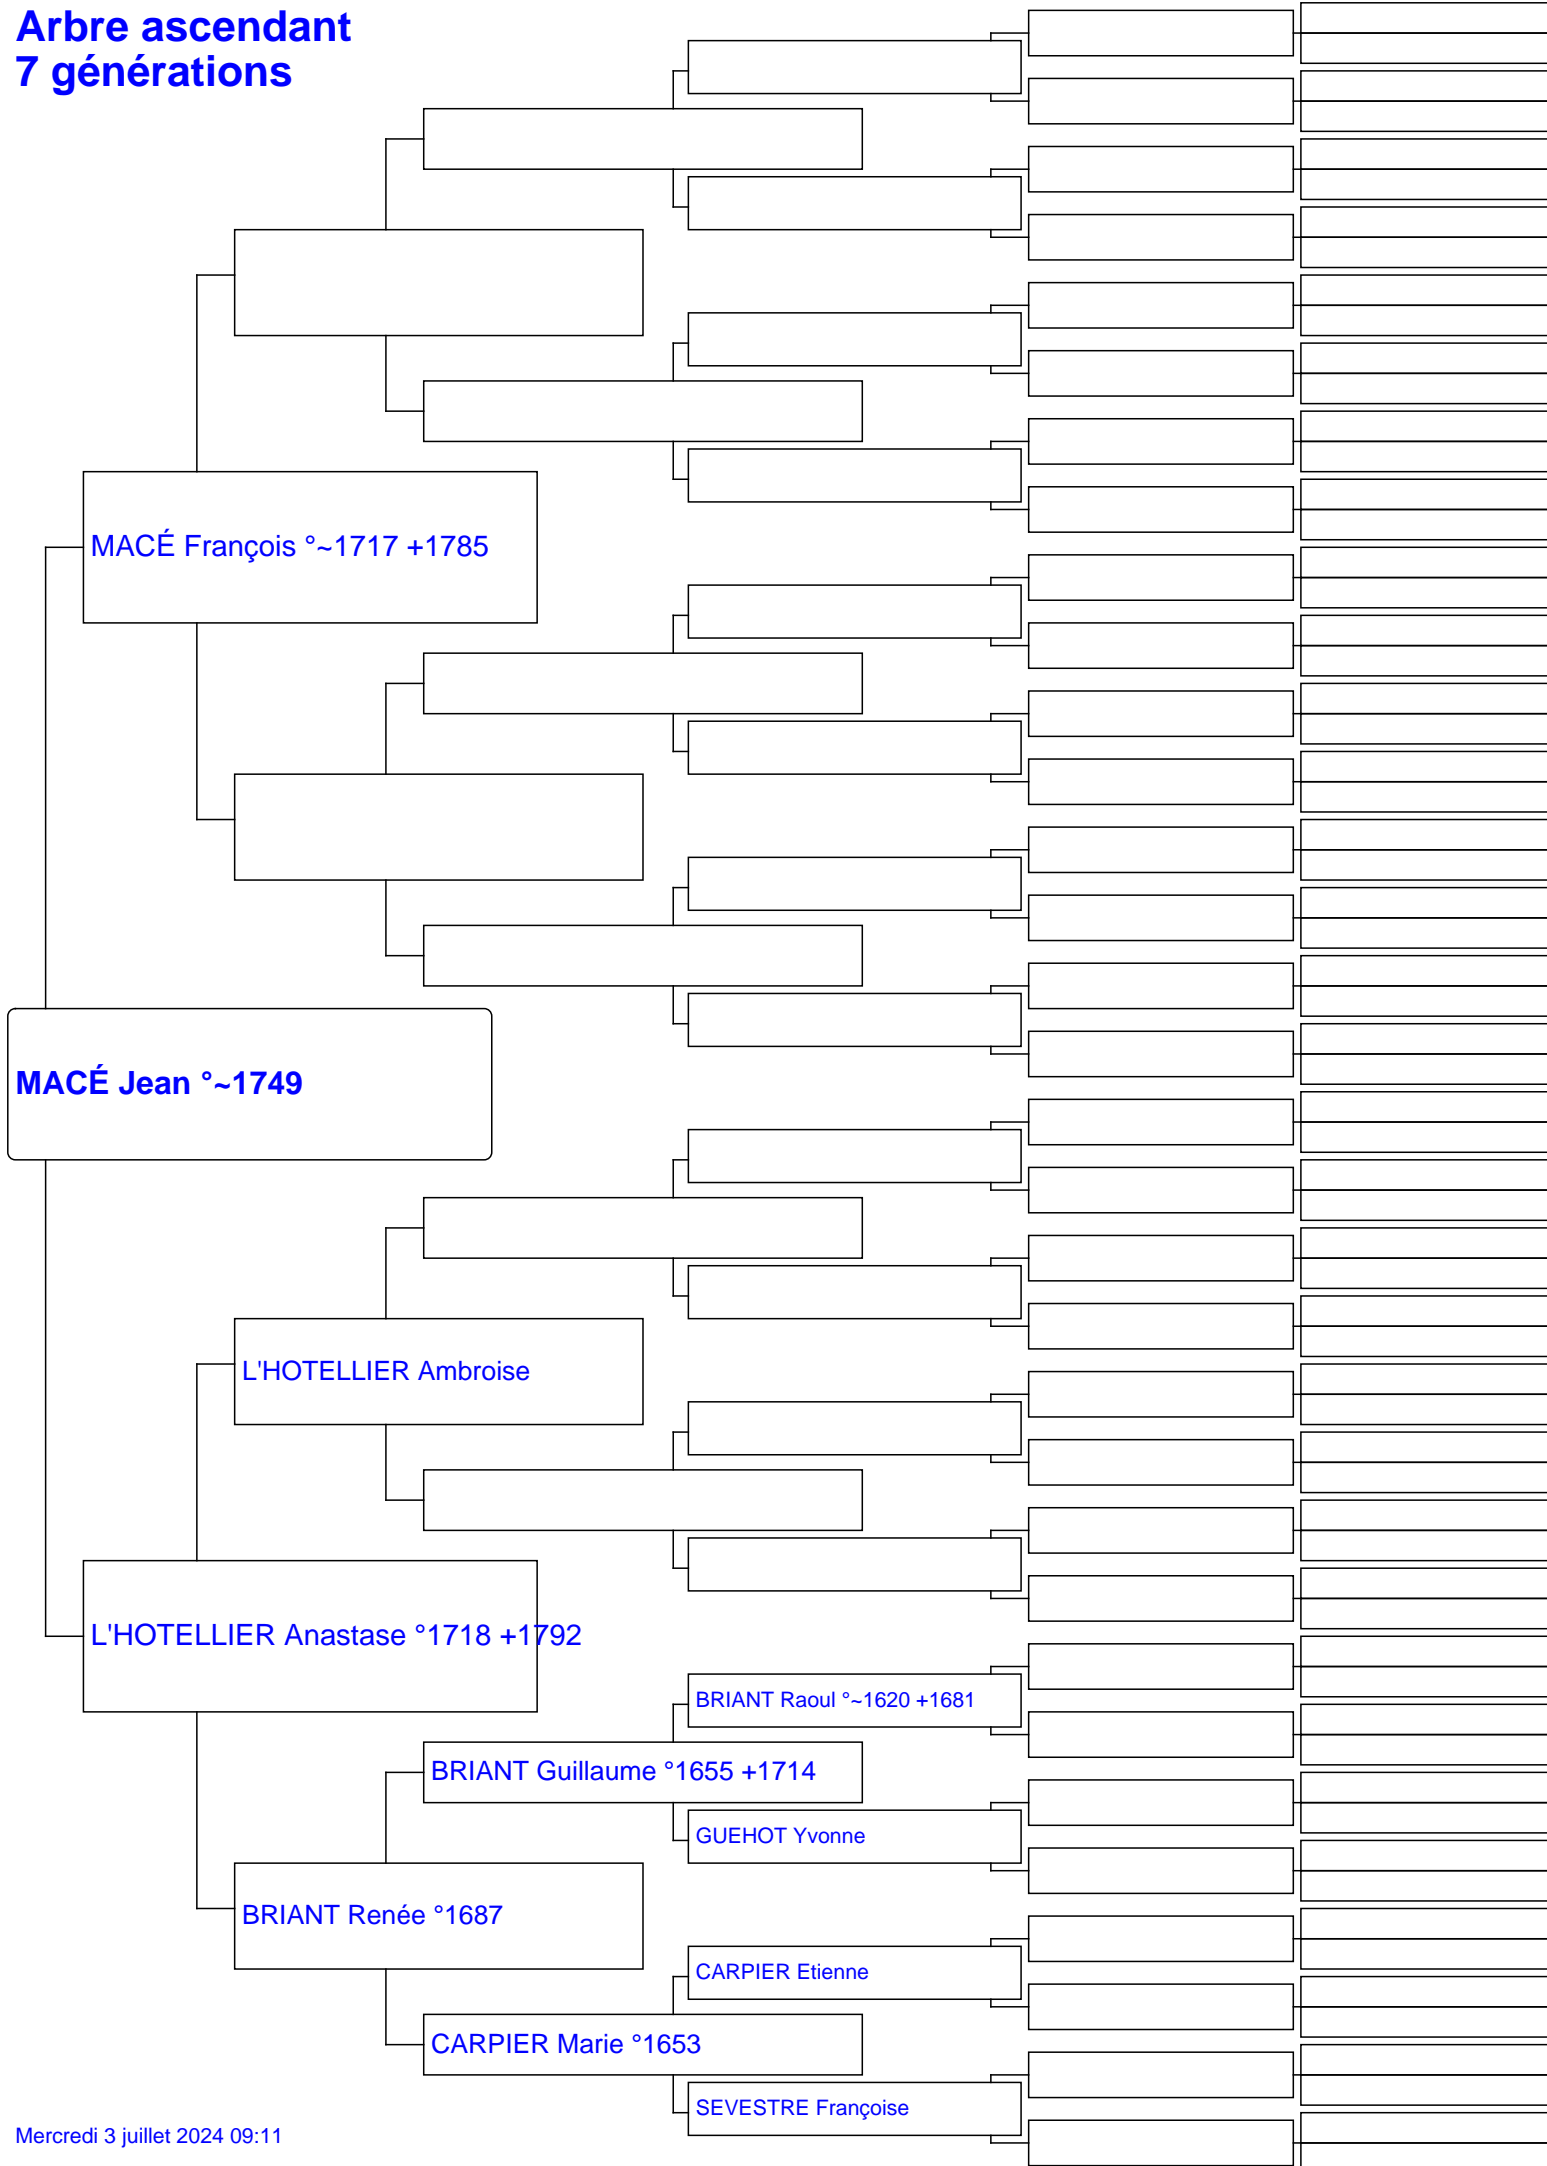 Arbre ascendant
7 générations
MACÉ François °~1717 +1785
MACÉ Jean °~1749
L'HOTELLIER Ambroise
L'HOTELLIER Anastase °1718 +1792
BRIANT Raoul °~1620 +1681
BRIANT Guillaume °1655 +1714
GUEHOT Yvonne
BRIANT Renée °1687
CARPIER Etienne
CARPIER Marie °1653
SEVESTRE Françoise
Mercredi 3 juillet 2024 09:11